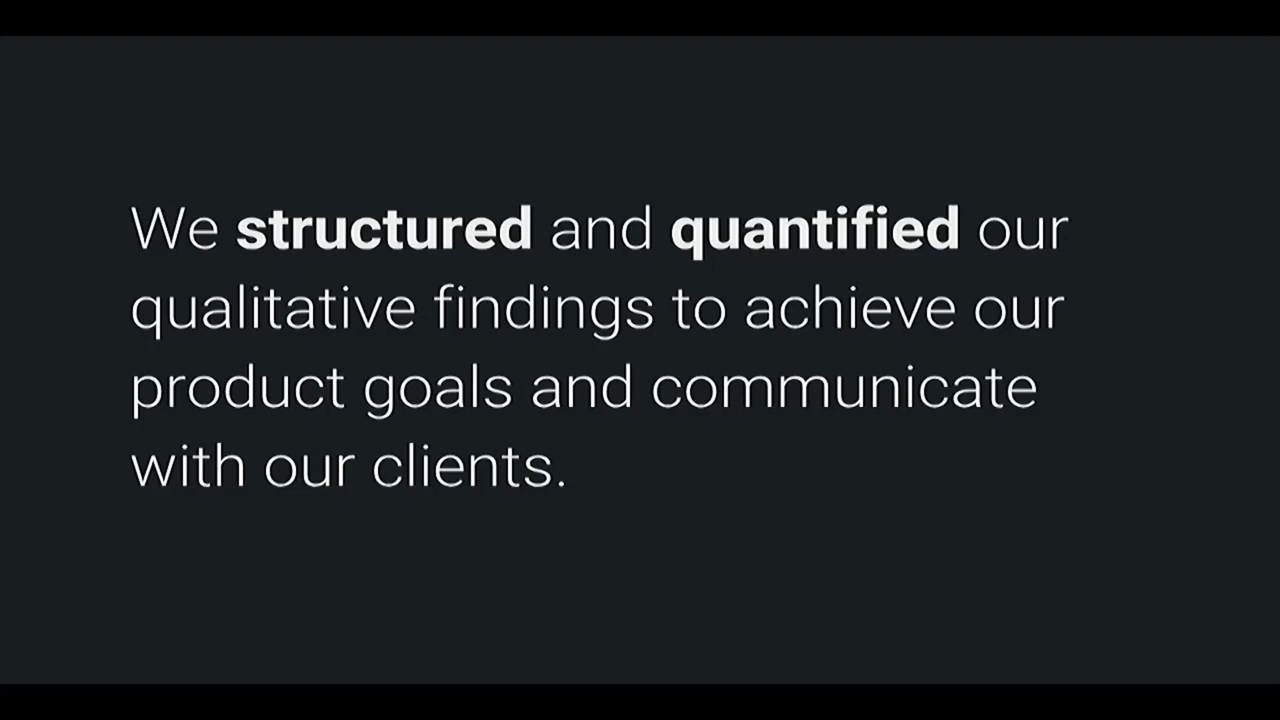 We structured and quantified our
qualitative findings to achieve our
product goals and communicate
with our clients.